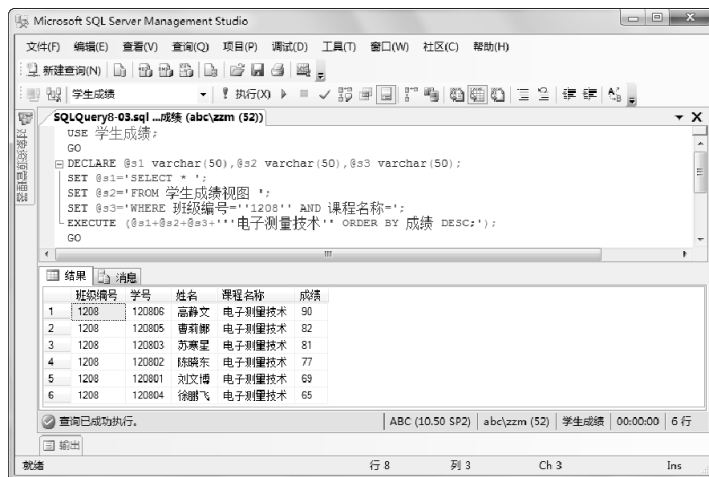 Microsoft SQL Server Management Studio
文件(F) 编辑(E) 查看(V) 查询(Q) 项目(P) 调试(D) 工具(T) 窗口(W) 社区(C) 帮助(H)
新建查询(N)
学生成绩 执行(X)
SQLQuery8-03.sql ...成绩 (abc\zzm (52))
对象资源管理器
USE 学生成绩;
GO
DECLARE @s1 varchar(50),@s2 varchar(50),@s3 varchar(50);
SET @s1='SELECT * ';
SET @s2='FROM 学生成绩视图 ';
SET @s3='WHERE 班级编号=''1208'' AND 课程名称=';
EXECUTE (@s1+@s2+@s3+'''电子测量技术'' ORDER BY 成绩 DESC;');
GO
结果 消息
班级编号 学号 姓名 课程名称 成绩
1 1208 120806 高静文 电子测量技术 90
2 1208 120805 曹莉娜 电子测量技术 82
3 1208 120803 苏寒星 电子测量技术 81
4 1208 120802 陈晓东 电子测量技术 77
5 1208 120801 刘文博 电子测量技术 69
6 1208 120804 徐鹏飞 电子测量技术 65
查询已成功执行。 ABC (10.50 SP2) abc\zzm (52) 学生成绩 00:00:00 6 行
输出
就绪 行 8 列 3 Ch 3 Ins